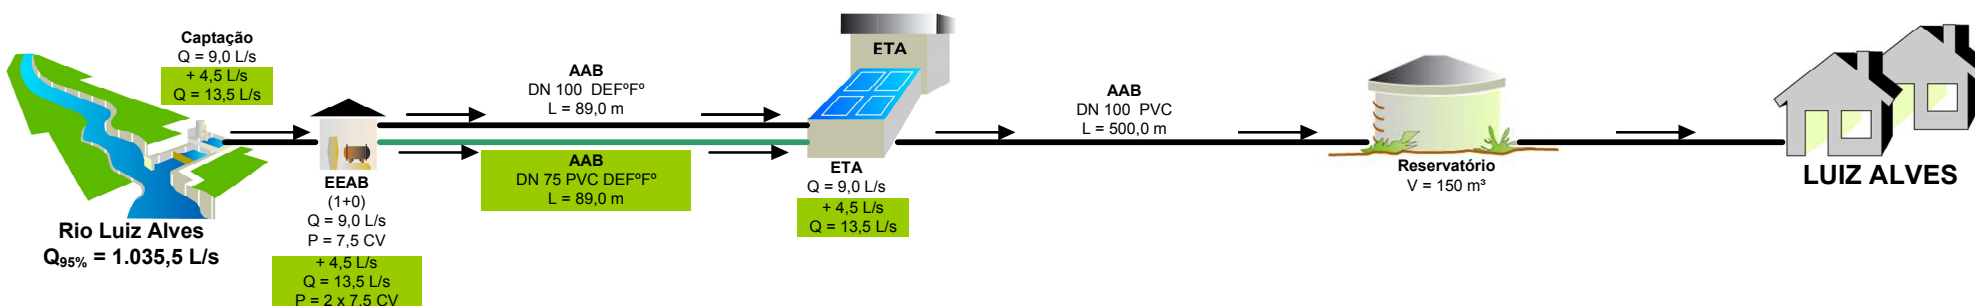 Captação
Q = 9,0 L/s
+ 4,5 L/s
Q = 13,5 L/s
Rio Luiz Alves
Q95% = 1.035,5 L/s
EEAB
(1+0)
Q = 9,0 L/s
P = 7,5 CV
+ 4,5 L/s
Q = 13,5 L/s
P = 2 x 7,5 CV
AAB
DN 100 DEFºFº
L = 89,0 m
AAB
DN 75 PVC DEFºFº
L = 89,0 m
ETA
ETA
Q = 9,0 L/s
+ 4,5 L/s
Q = 13,5 L/s
AAB
DN 100 PVC
L = 500,0 m
Reservatório
V = 150 m³
LUIZ ALVES